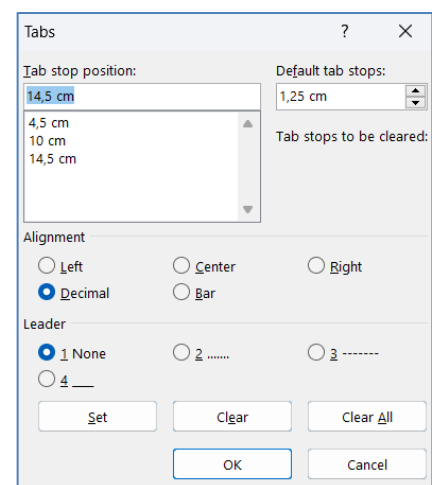 Tabs ? ×
Tab stop position: Default tab stops:
14,5 cm 1,25 cm
4,5 cm
10 cm
14,5 cm
Tab stops to be cleared:
Alignment
Left Center Right
Decimal Bar
Leader
1 None 2 ....... 3 -------
4 ___
Set Clear Clear All
OK Cancel